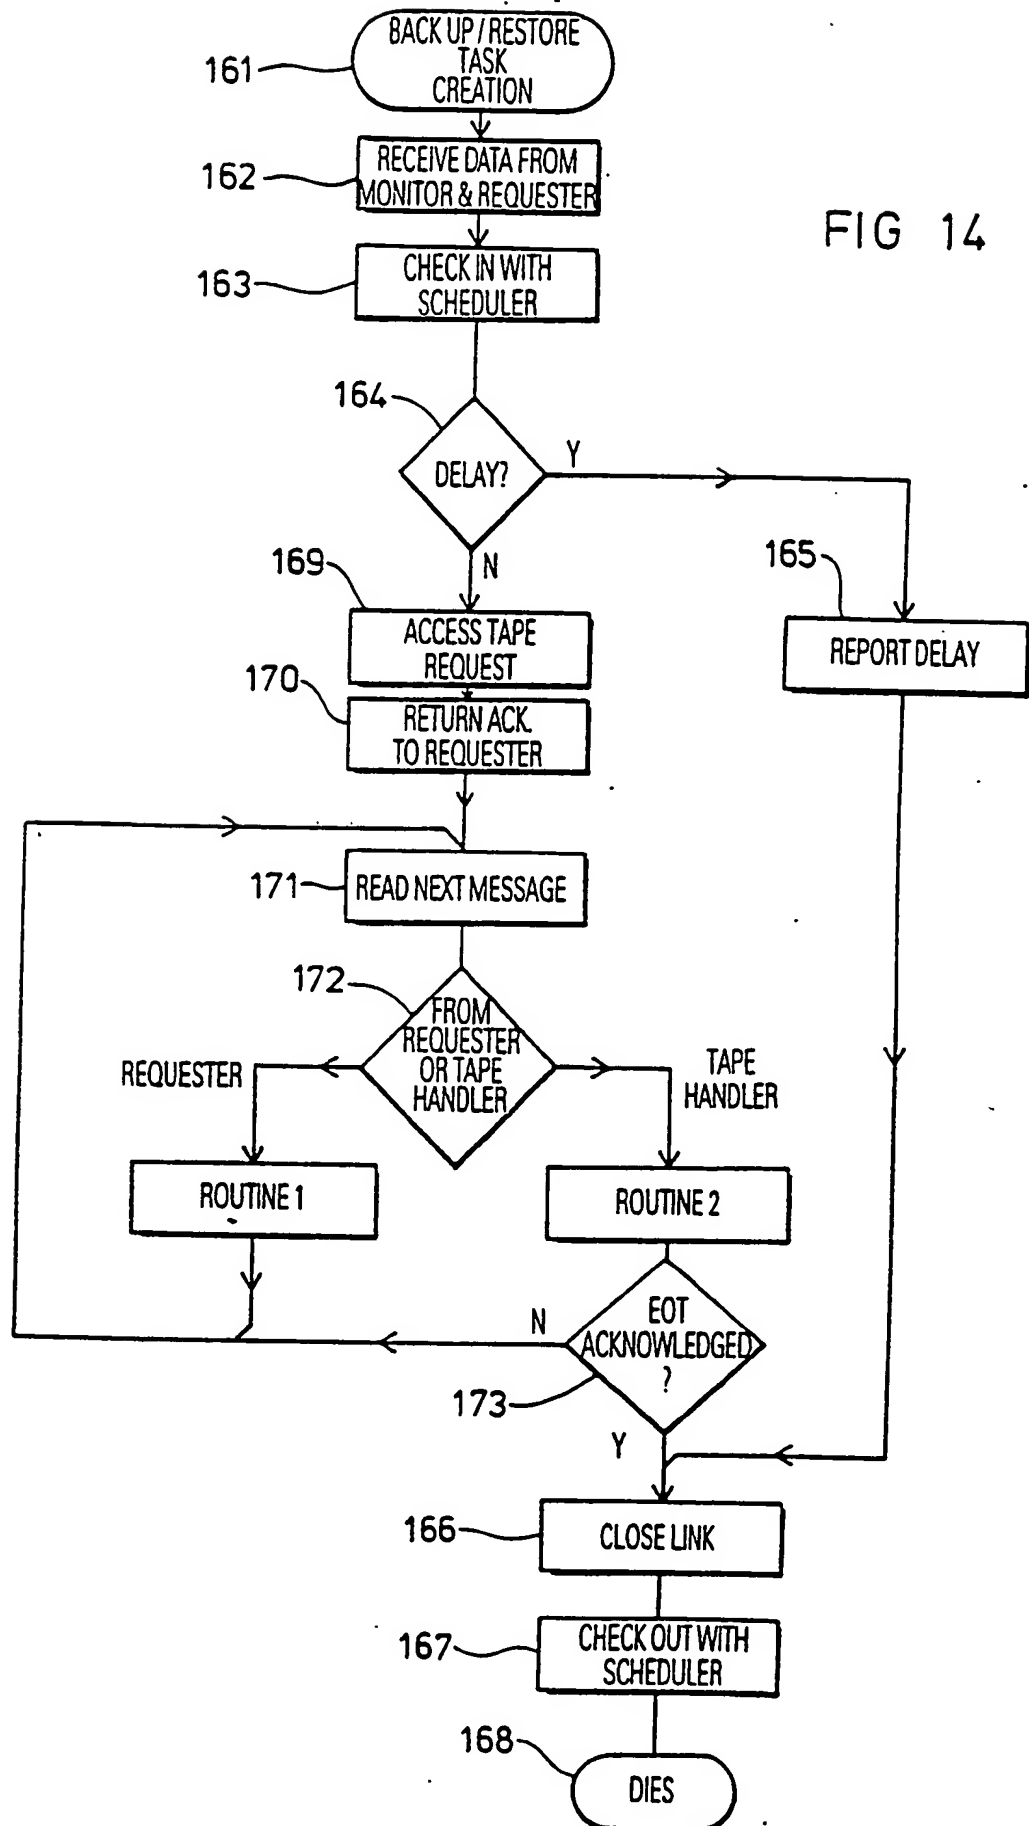 BACK UP / RESTORE
TASK
CREATION
161
RECEIVE DATA FROM
MONITOR & REQUESTER
162
FIG 14
CHECK IN WITH
SCHEDULER
163
164
DELAY?
Y
N
169
165
ACCESS TAPE
REQUEST
REPORT DELAY
170
RETURN ACK.
TO REQUESTER
171
READ NEXT MESSAGE
172
FROM
REQUESTER
OR TAPE
HANDLER
REQUESTER
TAPE
HANDLER
ROUTINE 1
ROUTINE 2
EOT
ACKNOWLEDGED
?
N
173
Y
166
CLOSE LINK
167
CHECK OUT WITH
SCHEDULER
168
DIES